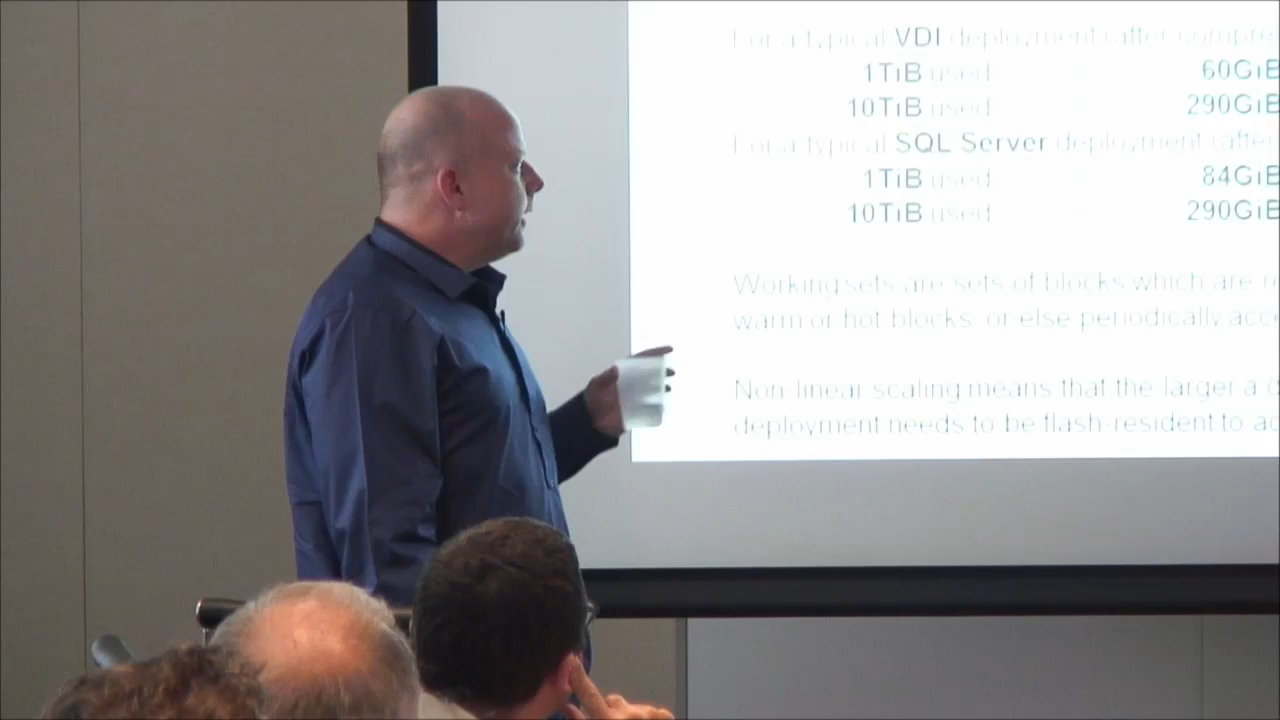 For a typical VDI deployment (after
1TiB used 60GiB
10TiB used 290GiB
For a typical SQL Server deployment (after
1TiB used 84GiB
10TiB used 290GiB
Working sets are sets of blocks which are
warm or hot blocks or else periodically
Non-linear scaling means that the larger a
deployment needs to be flash-resident to